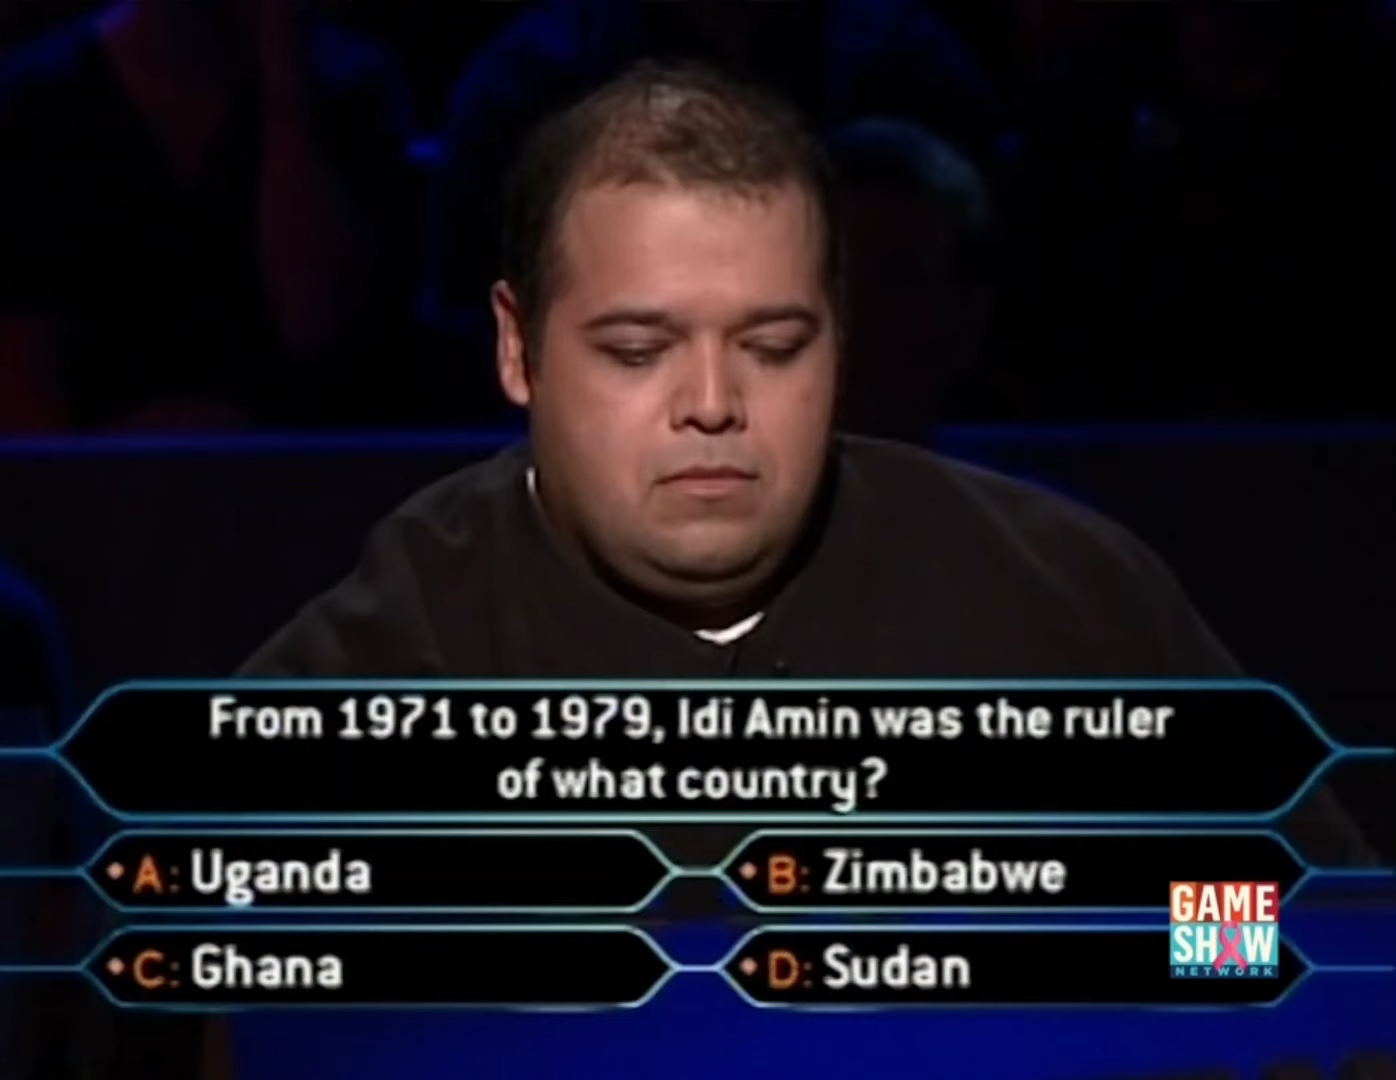 From 1971 to 1979, Idi Amin was the ruler
of what country?
A: Uganda
B: Zimbabwe
C: Ghana
D: Sudan
GAME
SHOW
NETWORK